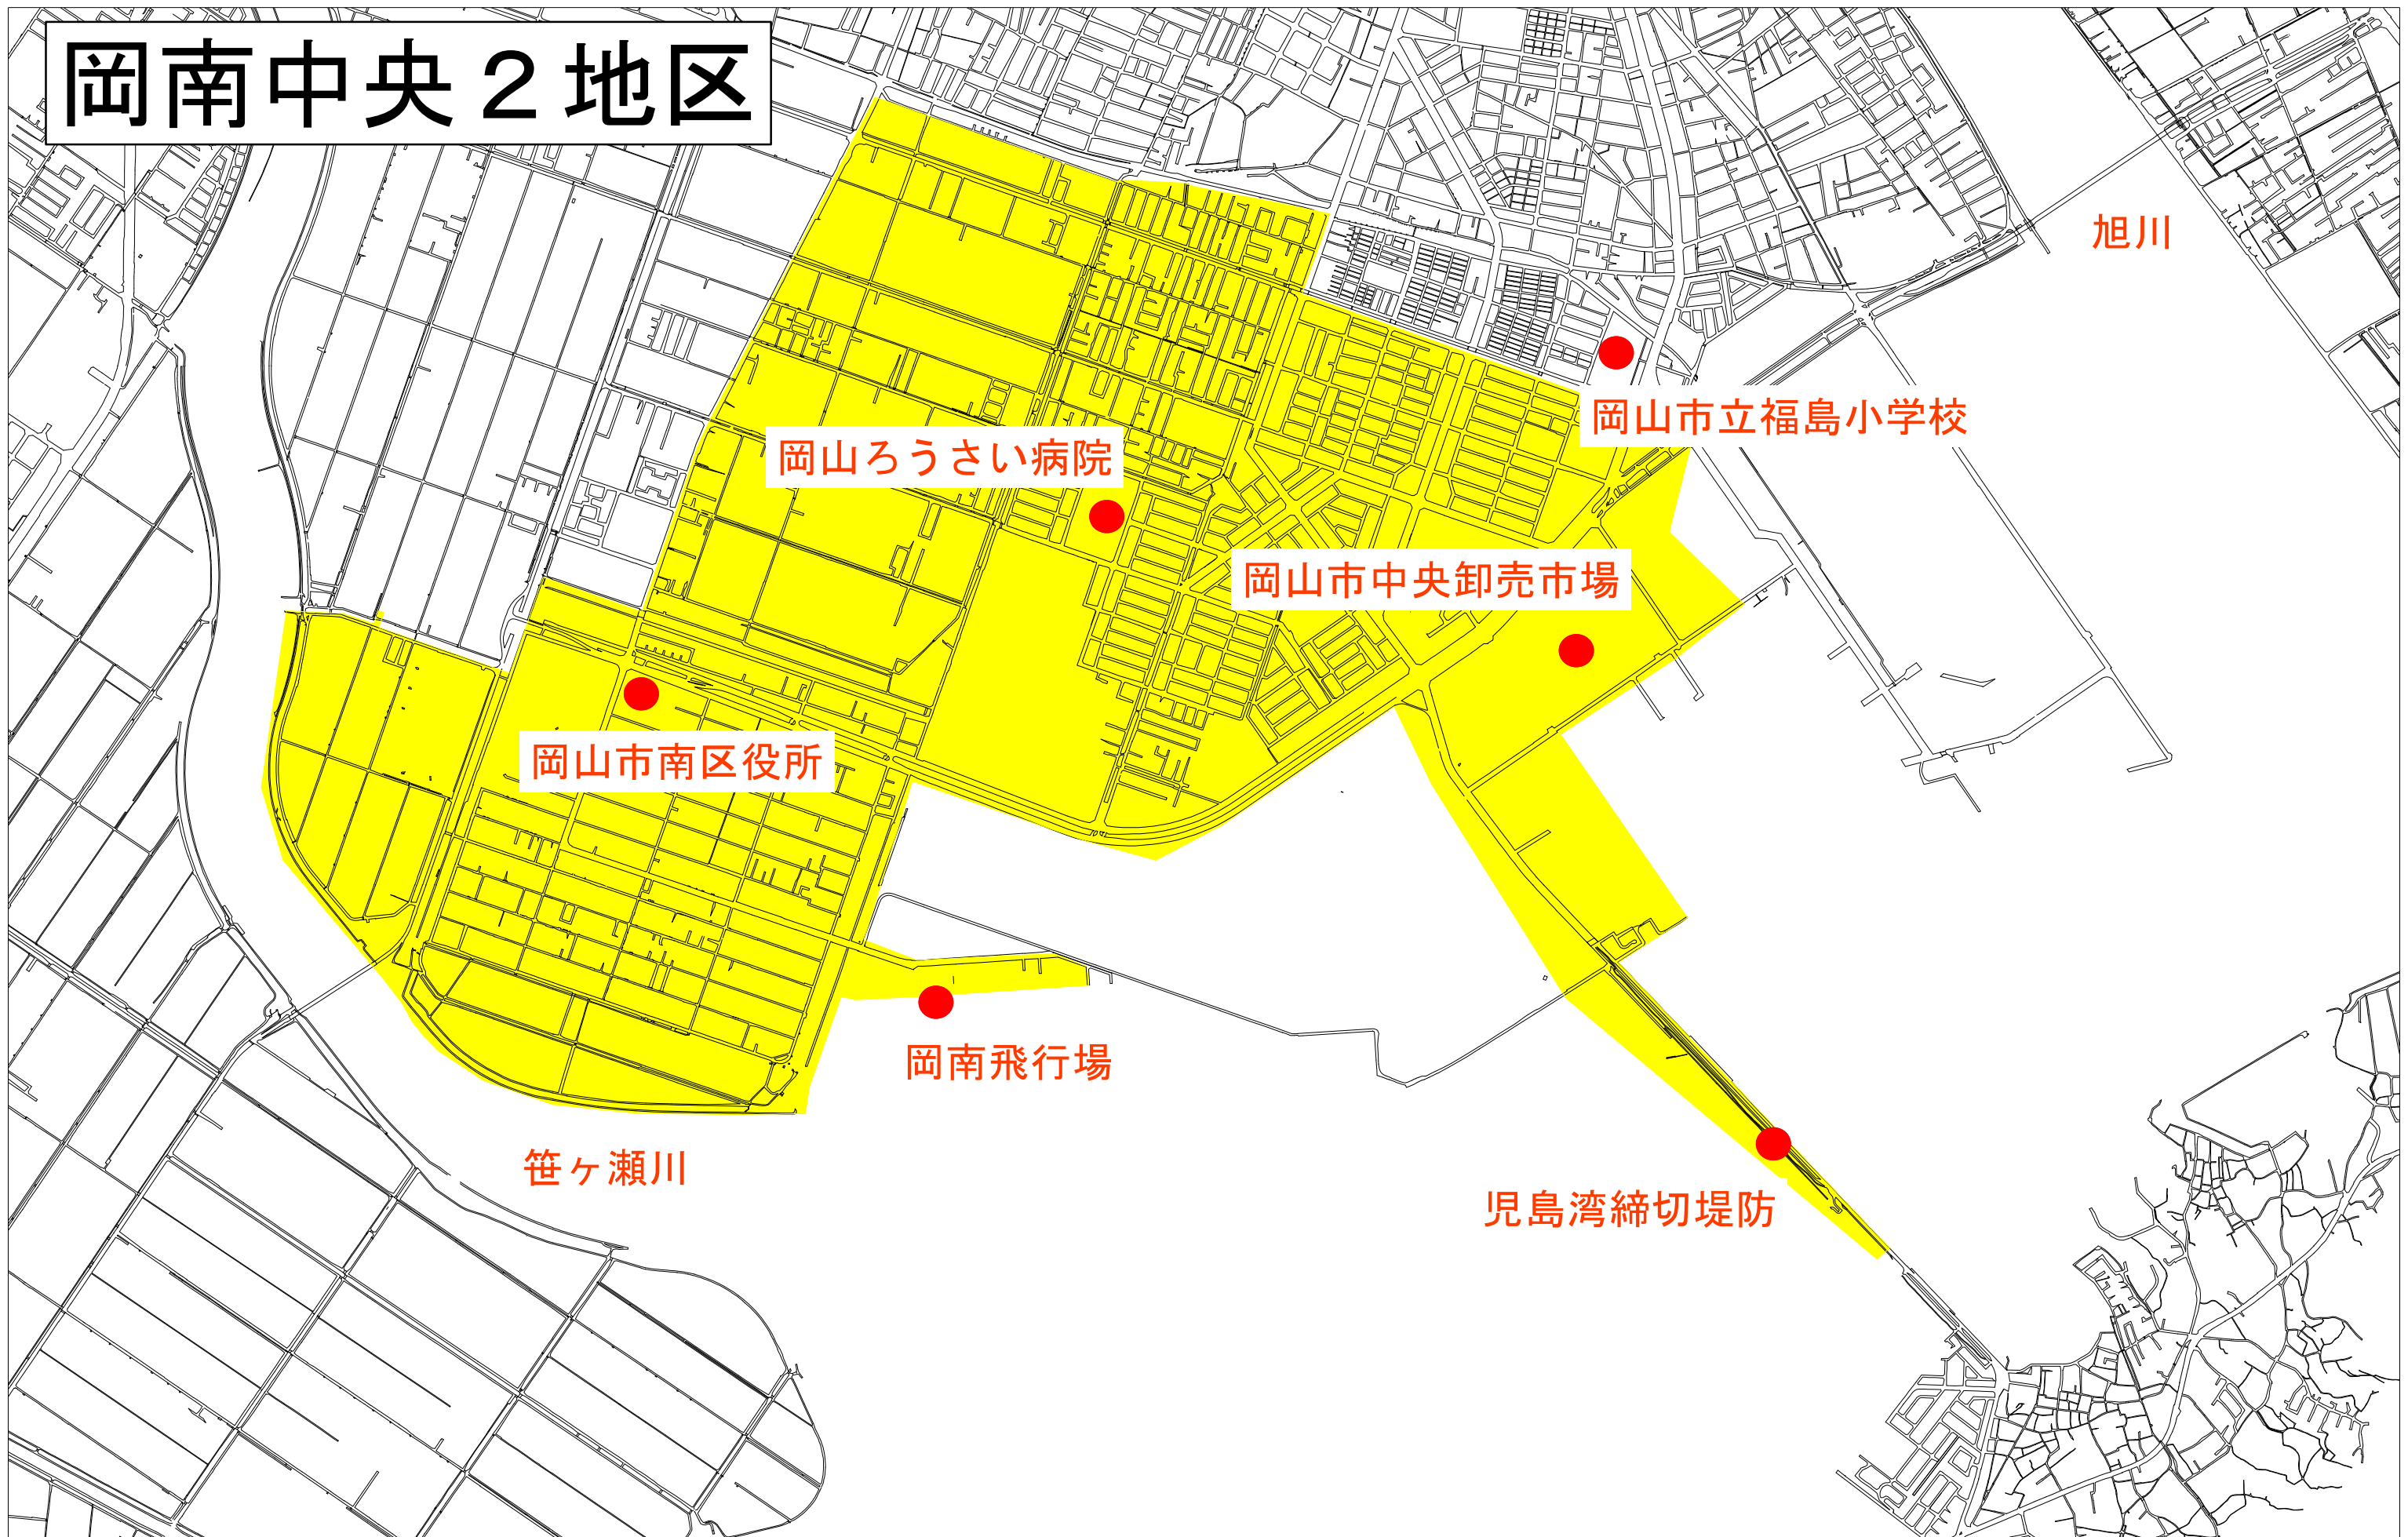 岡南中央２地区
旭川
岡山市立福島小学校
岡山ろうさい病院
岡山市中央卸売市場
岡山市南区役所
岡南飛行場
笹ヶ瀬川
児島湾締切堤防